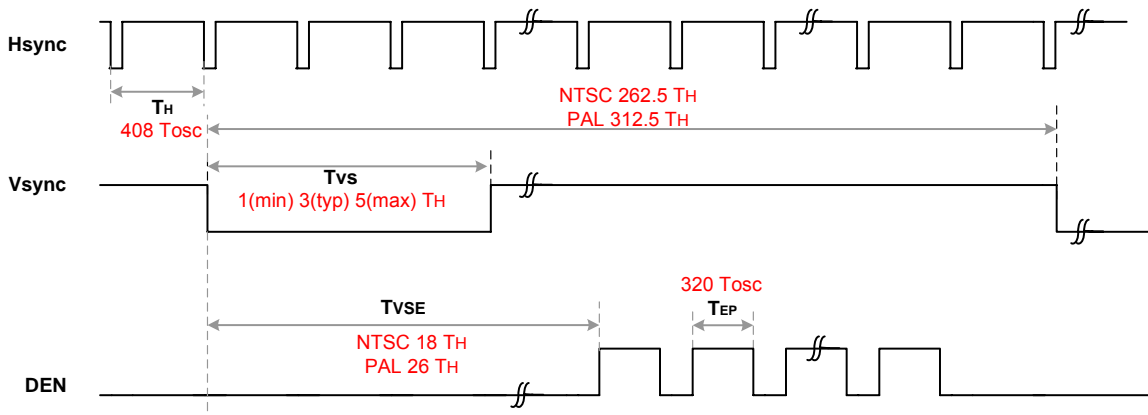 Hsync
TH
408 Tosc
NTSC 262.5 TH
PAL 312.5 TH
Vsync
Tvs
1(min) 3(typ) 5(max) TH
TVSE
NTSC 18 TH
PAL 26 TH
320 Tosc
TEP
DEN